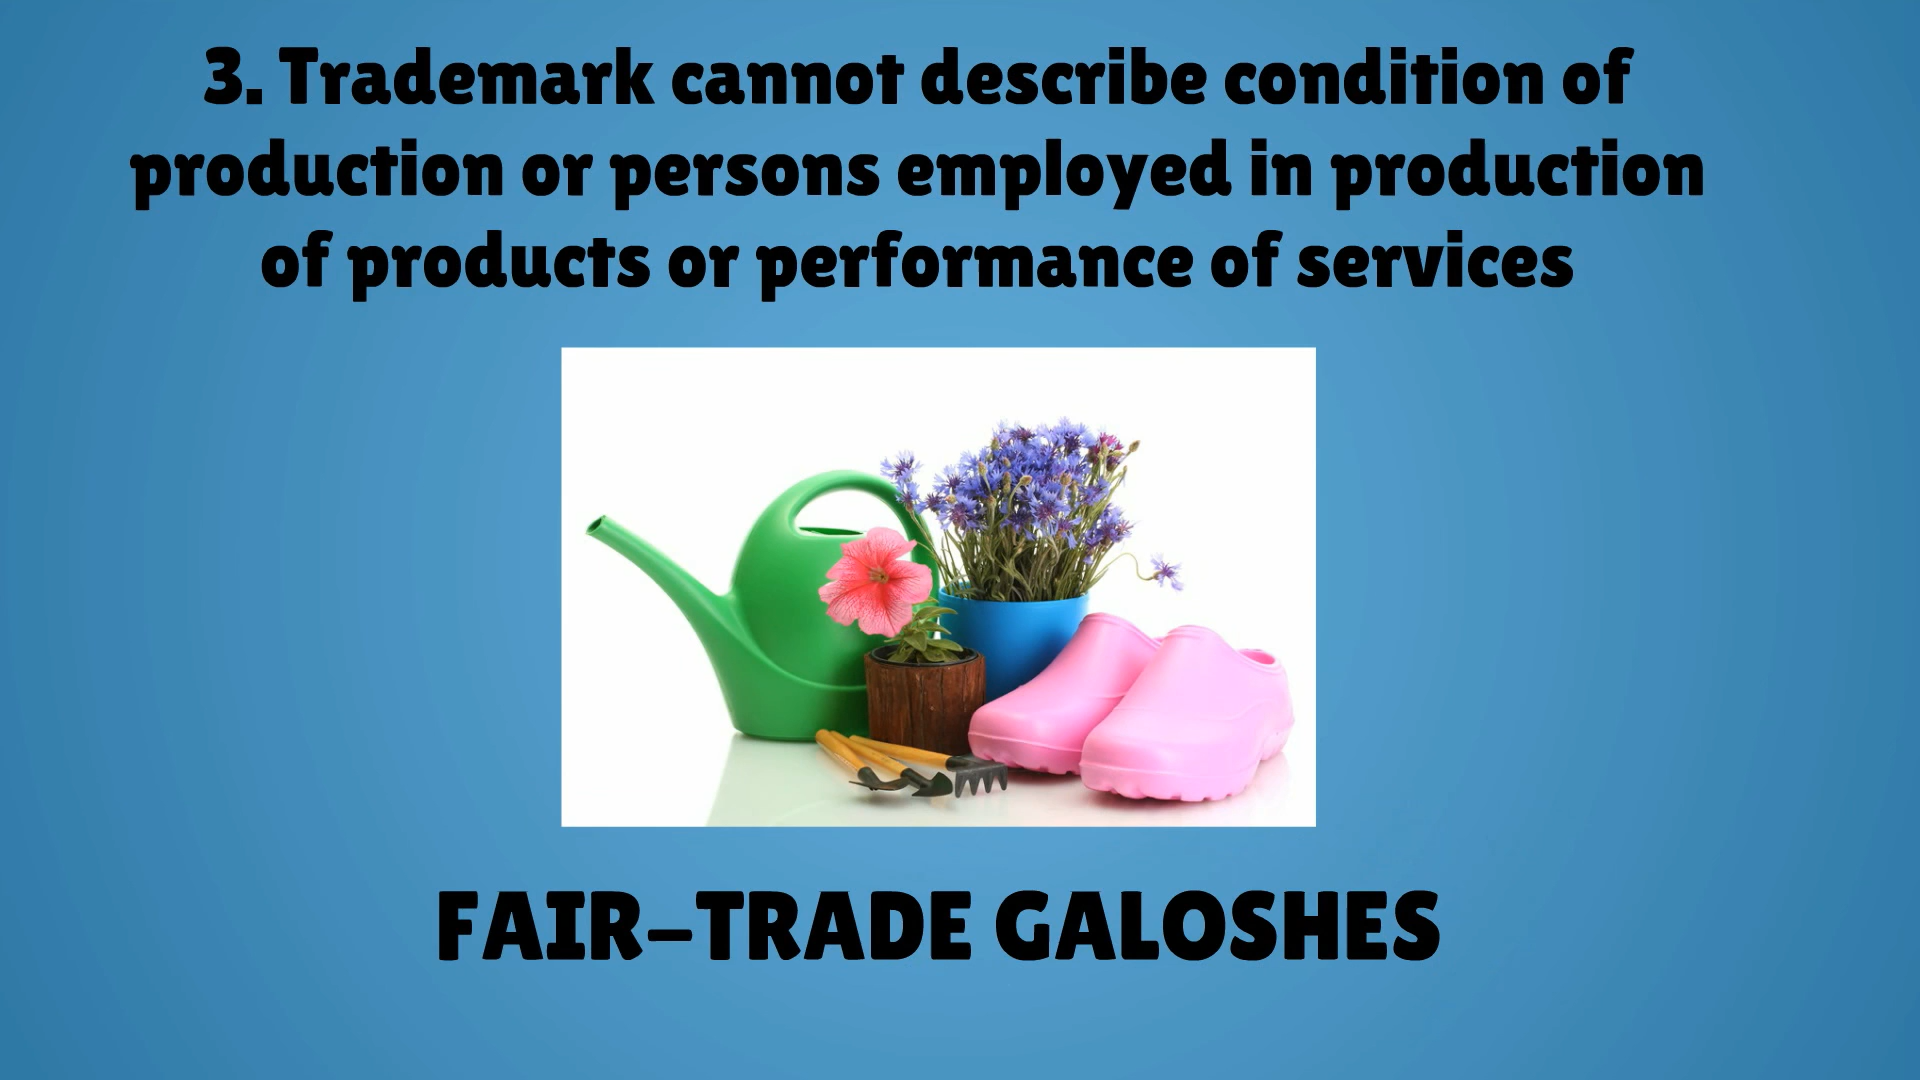 3. Trademark cannot describe condition of
production or persons employed in production
of products or performance of services
FAIR-TRADE GALOSHES